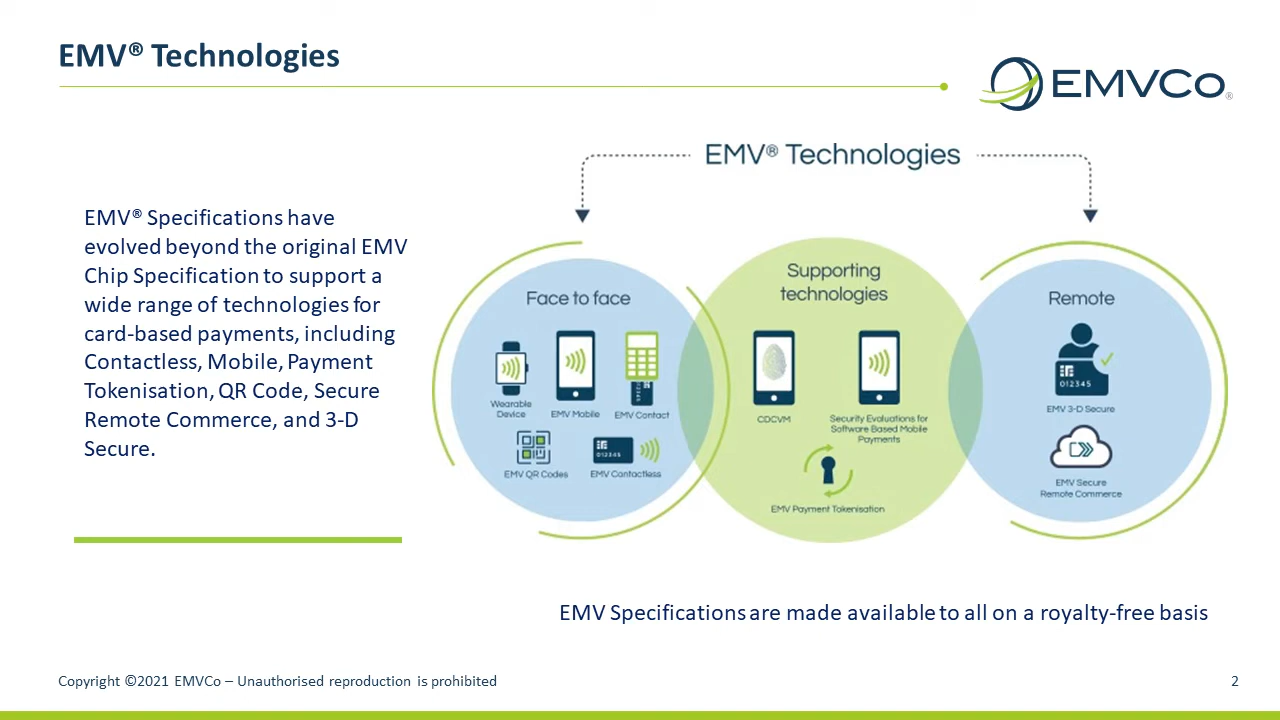 EMV® Technologies
EMVCo®
EMV® Technologies
EMV® Specifications have
evolved beyond the original EMV
Chip Specification to support a
wide range of technologies for
card-based payments, including
Contactless, Mobile, Payment
Tokenisation, QR Code, Secure
Remote Commerce, and 3-D
Secure.
Face to face
Wearable
Device
EMV Mobile
EMV Contact
EMV QR Codes
012345
EMV Contactless
Supporting
technologies
CDCVM
Security Evaluations for
Software Based Mobile
Payments
EMV Payment Tokenisation
Remote
012345
EMV 3-D Secure
EMV Secure
Remote Commerce
EMV Specifications are made available to all on a royalty-free basis
Copyright ©2021 EMVCo – Unauthorised reproduction is prohibited
2